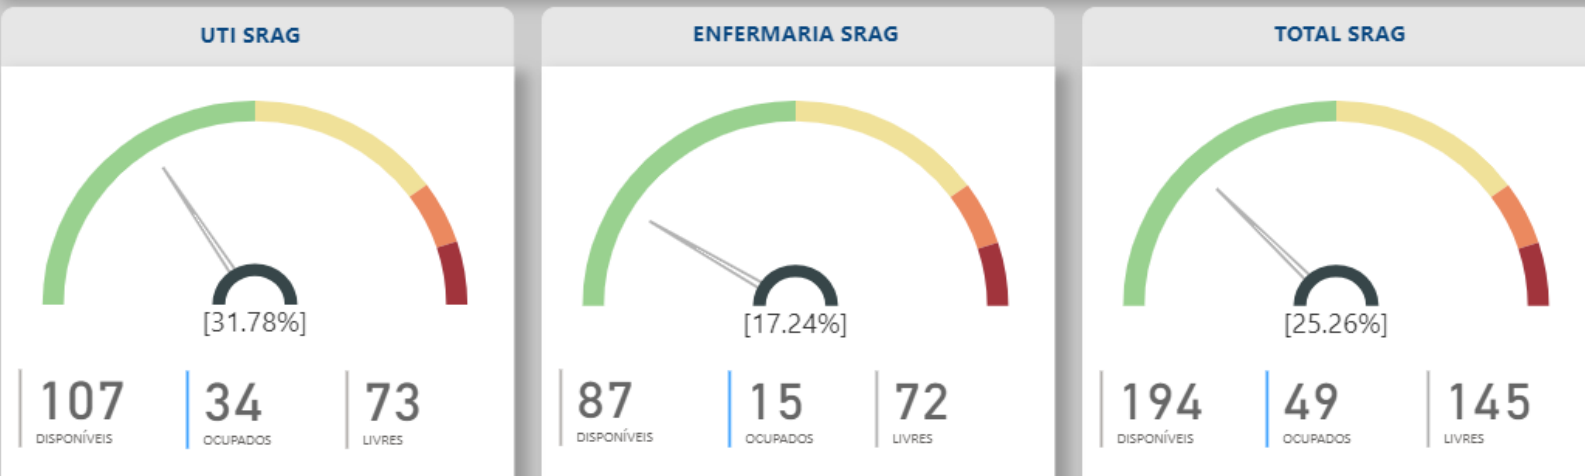 UTI SRAG
[31.78%]
107
DISPONÍVEIS
34
OCUPADOS
73
LIVRES
ENFERMARIA SRAG
[17.24%]
87
DISPONÍVEIS
15
OCUPADOS
72
LIVRES
TOTAL SRAG
[25.26%]
194
DISPONÍVEIS
49
OCUPADOS
145
LIVRES